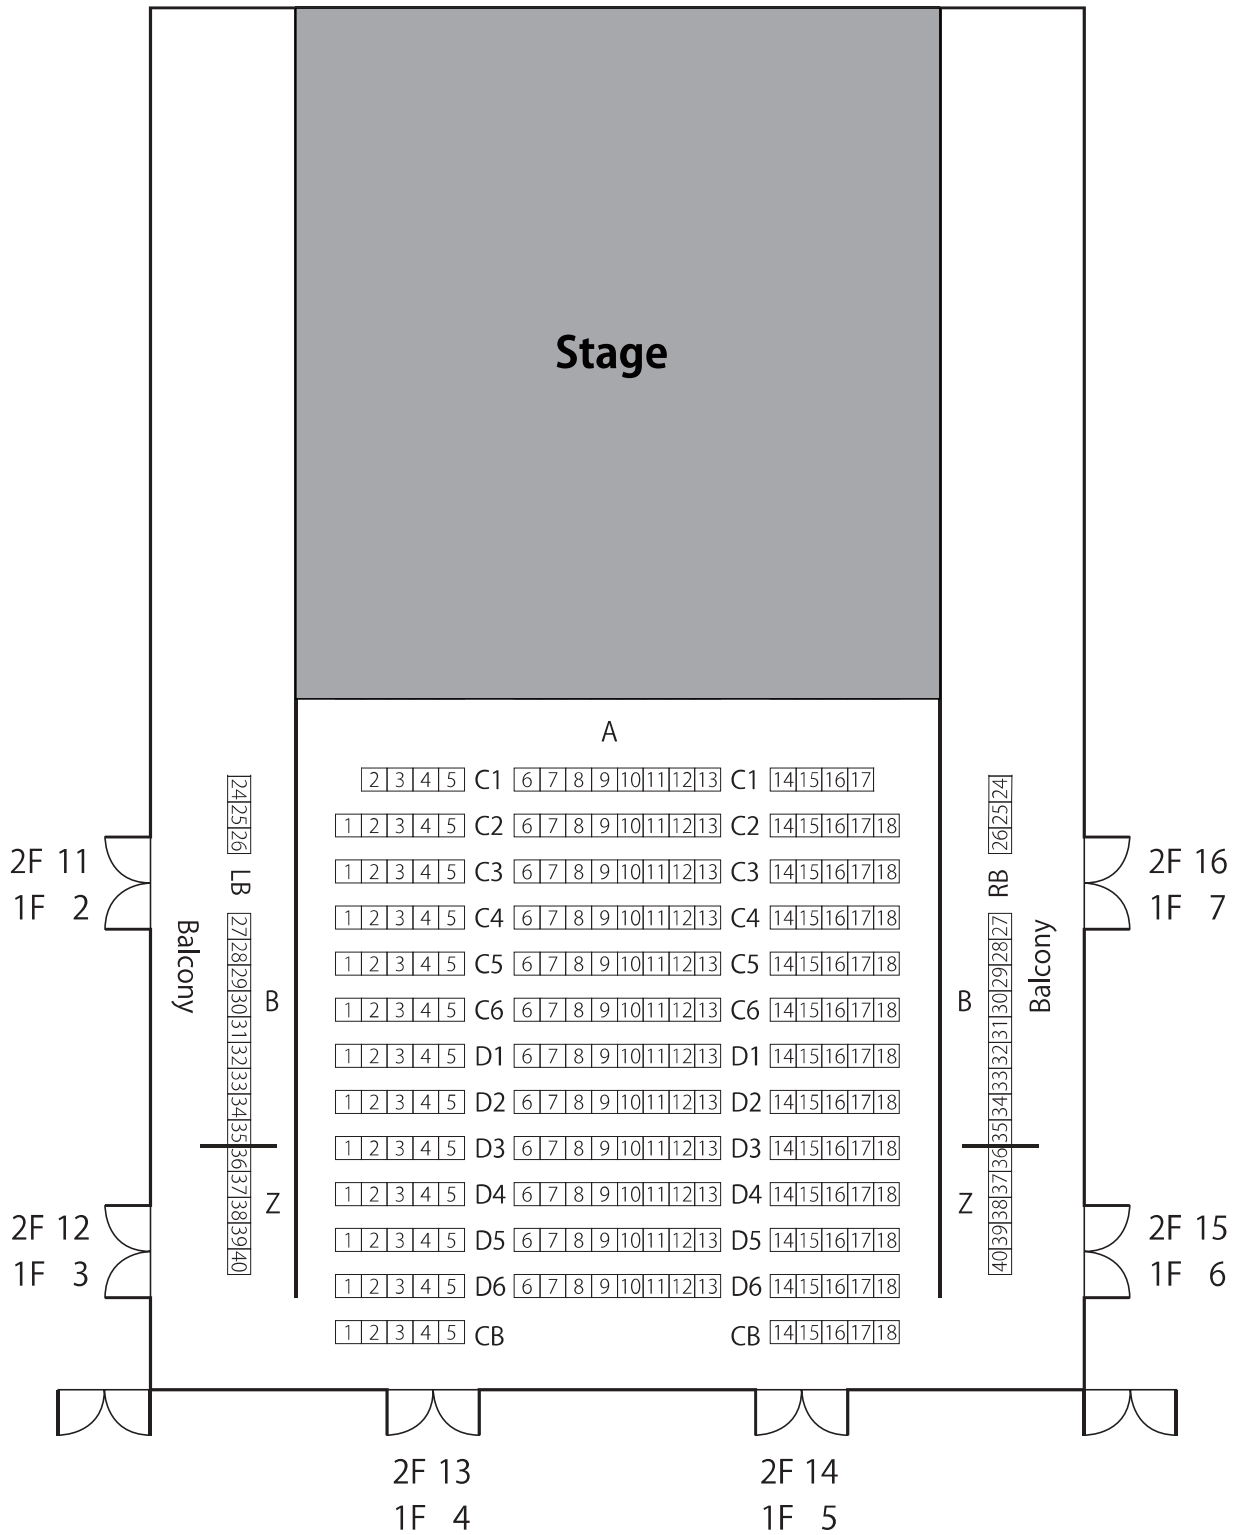 Stage
A
2 3 4 5 C1 6 7 8 9 10 11 12 13 C1 14 15 16 17
1 2 3 4 5 C2 6 7 8 9 10 11 12 13 C2 14 15 16 17 18
1 2 3 4 5 C3 6 7 8 9 10 11 12 13 C3 14 15 16 17 18
1 2 3 4 5 C4 6 7 8 9 10 11 12 13 C4 14 15 16 17 18
1 2 3 4 5 C5 6 7 8 9 10 11 12 13 C5 14 15 16 17 18
1 2 3 4 5 C6 6 7 8 9 10 11 12 13 C6 14 15 16 17 18
1 2 3 4 5 D1 6 7 8 9 10 11 12 13 D1 14 15 16 17 18
1 2 3 4 5 D2 6 7 8 9 10 11 12 13 D2 14 15 16 17 18
1 2 3 4 5 D3 6 7 8 9 10 11 12 13 D3 14 15 16 17 18
1 2 3 4 5 D4 6 7 8 9 10 11 12 13 D4 14 15 16 17 18
1 2 3 4 5 D5 6 7 8 9 10 11 12 13 D5 14 15 16 17 18
1 2 3 4 5 D6 6 7 8 9 10 11 12 13 D6 14 15 16 17 18
1 2 3 4 5 CB CB 14 15 16 17 18
24 25 26 LB 27 28 29 30 31 32 33 34 35 36 37 38 39 40
Balcony
B
Z
24 25 26 RB 27 28 29 30 31 32 33 34 35 36 37 38 39 40
Balcony
B
Z
2F 11
1F 2
2F 12
1F 3
2F 16
1F 7
2F 15
1F 6
2F 13
1F 4
2F 14
1F 5